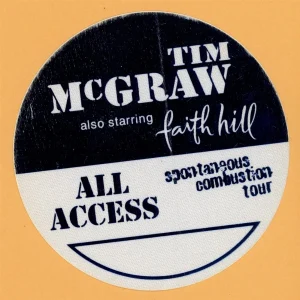 TIM
McGRAW
also starring faith hill
ALL
ACCESS
spontaneous
combustion
tour